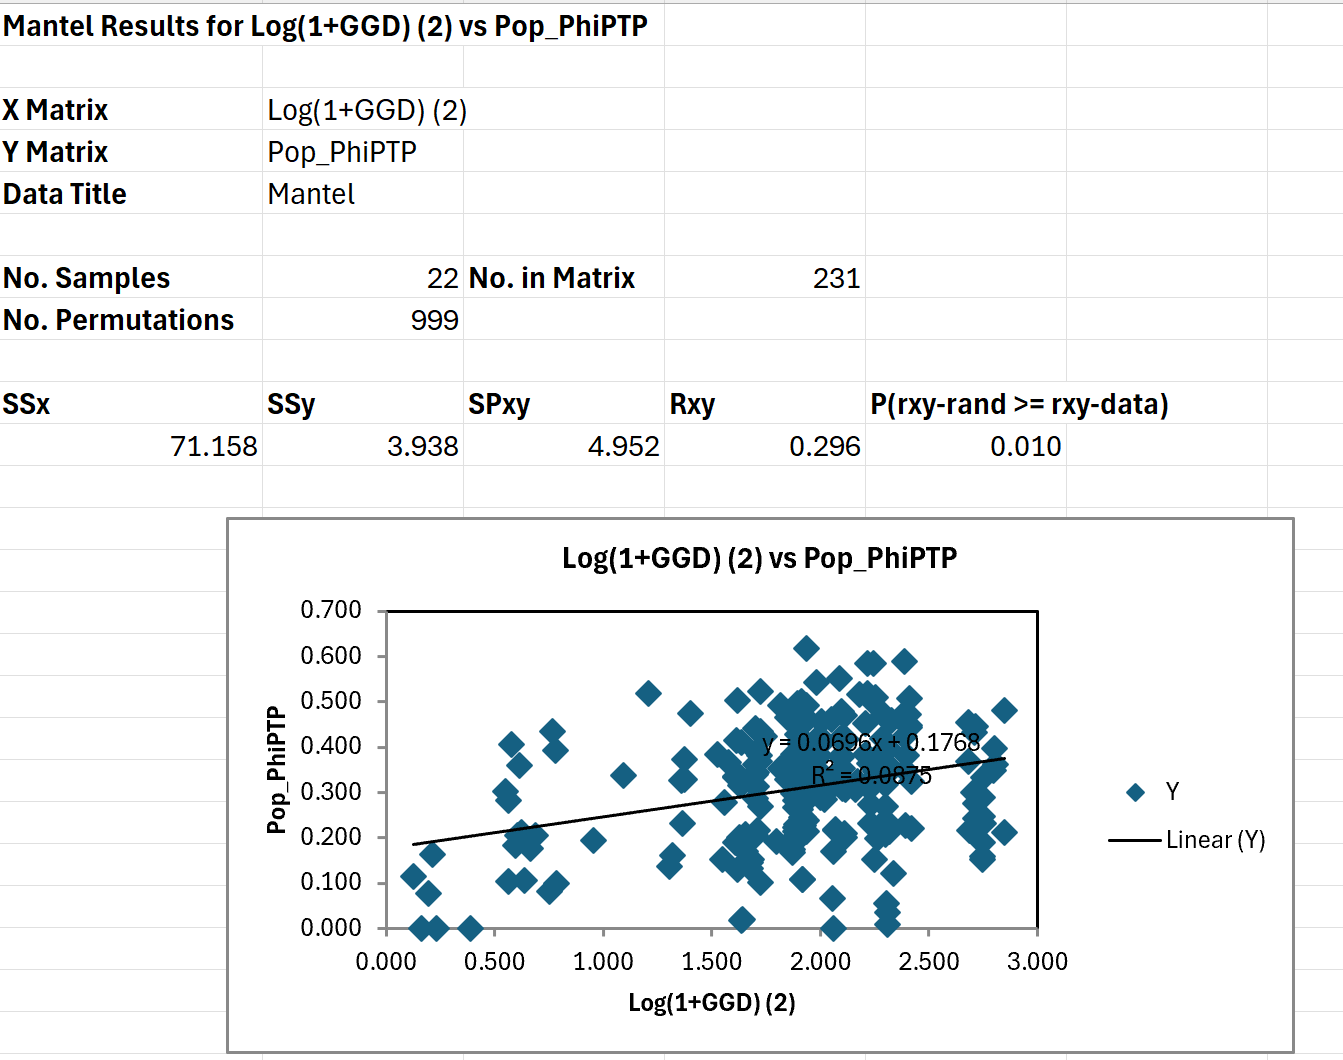 Mantel Results for Log(1+GGD) (2) vs Pop_PhiPTP
X Matrix Log(1+GGD) (2)
Y Matrix Pop_PhiPTP
Data Title Mantel
No. Samples 22 No. in Matrix 231
No. Permutations 999
SSx SSy SPxy Rxy P(rxy-rand >= rxy-data)
71.158 3.938 4.952 0.296 0.010
Log(1+GGD) (2) vs Pop_PhiPTP
Pop_PhiPTP
0.700
0.600
0.500
0.400
0.300
0.200
0.100
0.000
y = 0.0696x + 0.1768
R² = 0.0875
0.000 0.500 1.000 1.500 2.000 2.500 3.000
Log(1+GGD) (2)
Y
Linear (Y)